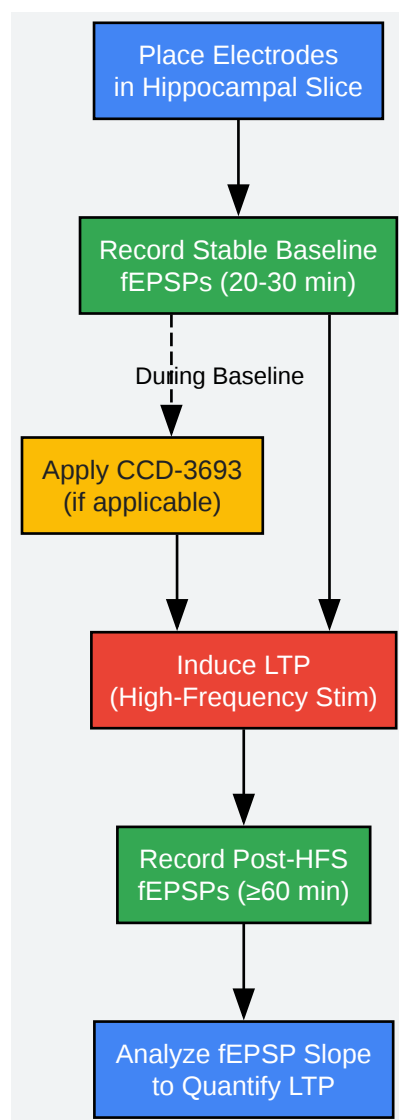 Place Electrodes
in Hippocampal Slice
Record Stable Baseline
fEPSPs (20-30 min)
During Baseline
Apply CCD-3693
(if applicable)
Induce LTP
(High-Frequency Stim)
Record Post-HFS
fEPSPs (≥60 min)
Analyze fEPSP Slope
to Quantify LTP